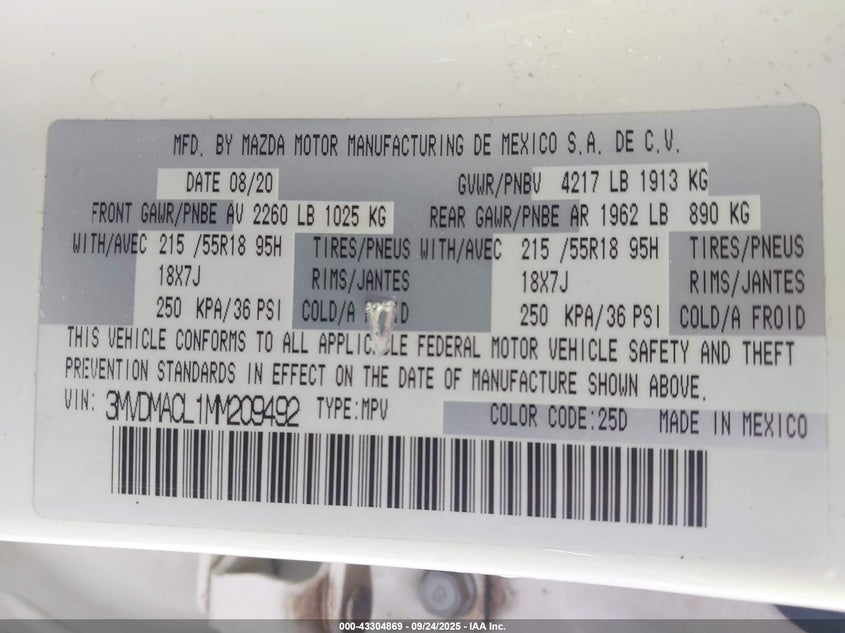 MFD. BY MAZDA MOTOR MANUFACTURING DE MEXICO S.A. DE C.V.
DATE 08/20 GVWR/PNBV 4217 LB 1913 KG
FRONT GAWR/PNBE AV 2260 LB 1025 KG REAR GAWR/PNBE AR 1962 LB 890 KG
WITH/AVEC 215 /55R18 95H TIRES/PNEUS WITH/AVEC 215 /55R18 95H TIRES/PNEUS
18X7J RIMS/JANTES 18X7J RIMS/JANTES
250 KPA/36 PSI COLD/A FROID 250 KPA/36 PSI COLD/A FROID
THIS VEHICLE CONFORMS TO ALL APPLICABLE FEDERAL MOTOR VEHICLE SAFETY AND THEFT
PREVENTION STANDARDS IN EFFECT ON THE DATE OF MANUFACTURE SHOWN ABOVE.
VIN: 3MVDMACL1MM209492 TYPE:MPV COLOR CODE:25D MADE IN MEXICO
000-43304869 - 09/24/2025 - IAA Inc.